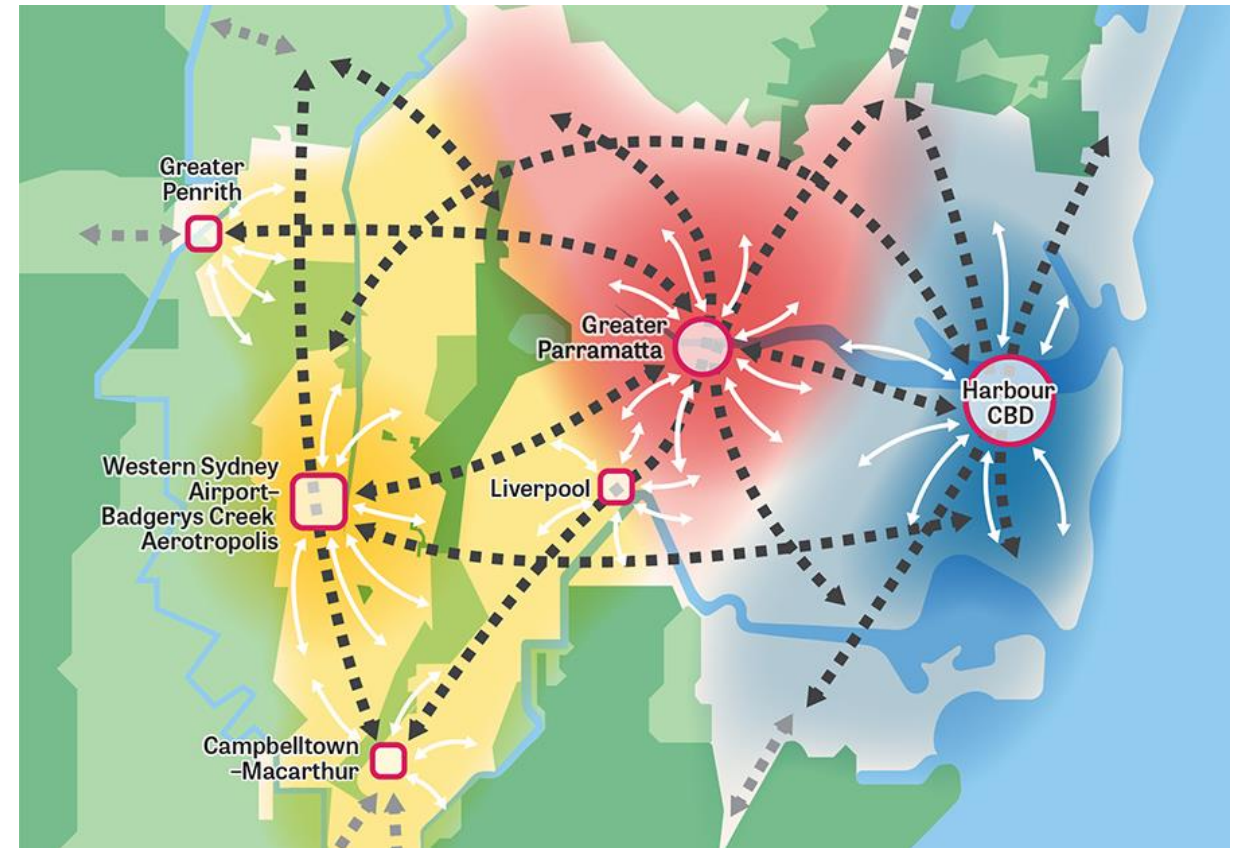 Greater
Penrith
Greater
Parramatta
Harbour
CBD
Western Sydney
Airport–
Badgerys Creek
Aerotropolis
Liverpool
Campbelltown
–Macarthur